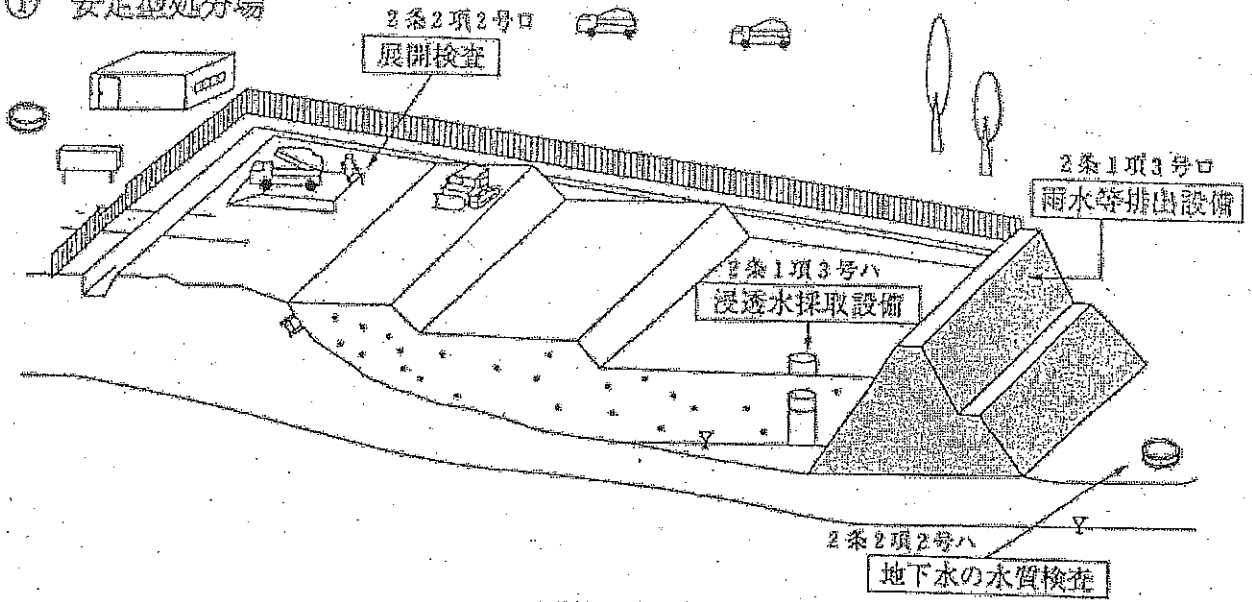 ① 安定型処分場
2条2項2号ロ
展開検査
2条1項3号ロ
雨水等排出設備
2条1項3号ハ
浸透水採取設備
2条2項2号ハ
地下水の水質検査